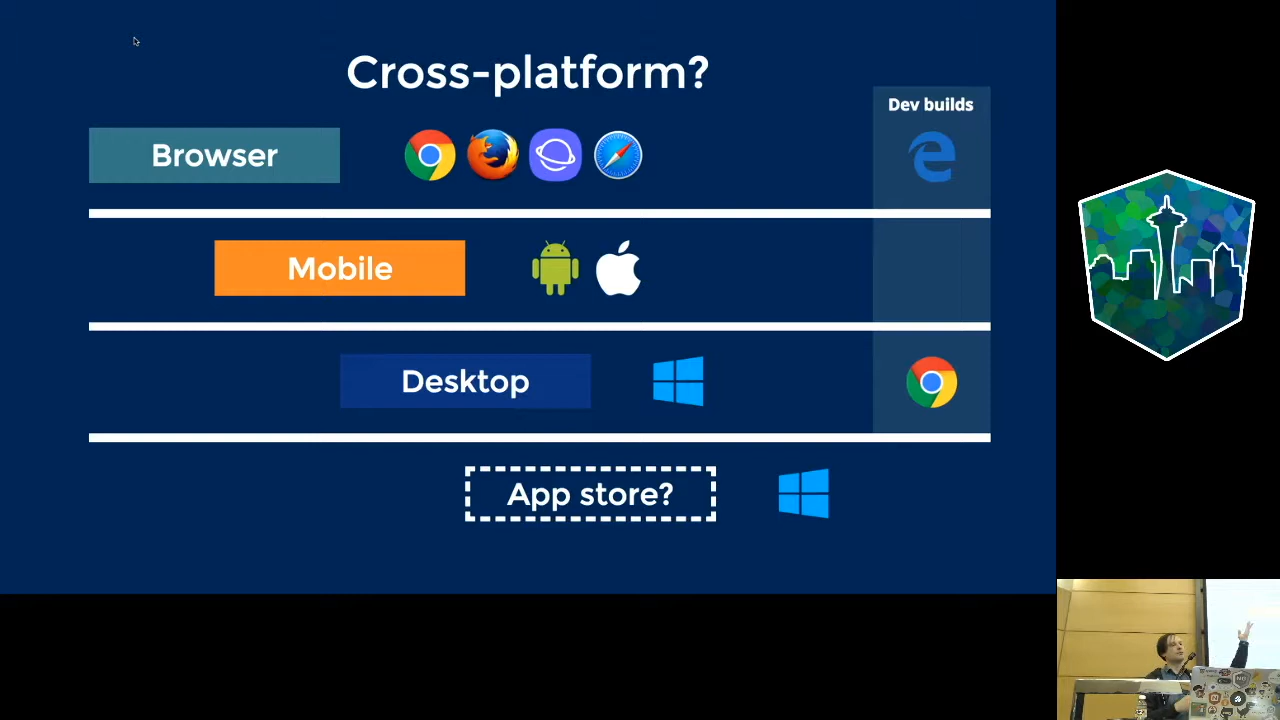 Cross-platform?
Dev builds
Browser
Mobile
Desktop
App store?